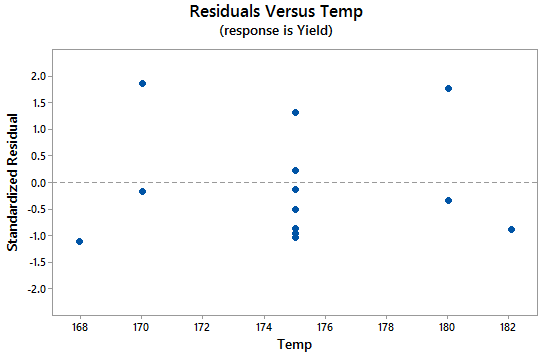 Residuals Versus Temp
(response is Yield)
Standardized Residual
2.0
1.5
1.0
0.5
0.0
-0.5
-1.0
-1.5
-2.0
168 170 172 174 176 178 180 182
Temp